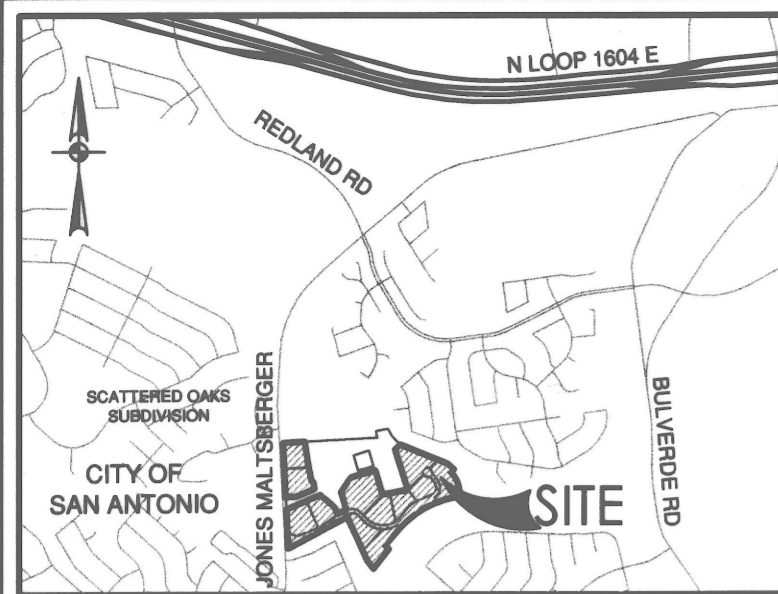 N LOOP 1604 E
REDLAND RD
JONES MALTSBERGER
SCATTERED OAKS
SUBDIVISION
BULVERDE RD
CITY OF
SAN ANTONIO
SITE